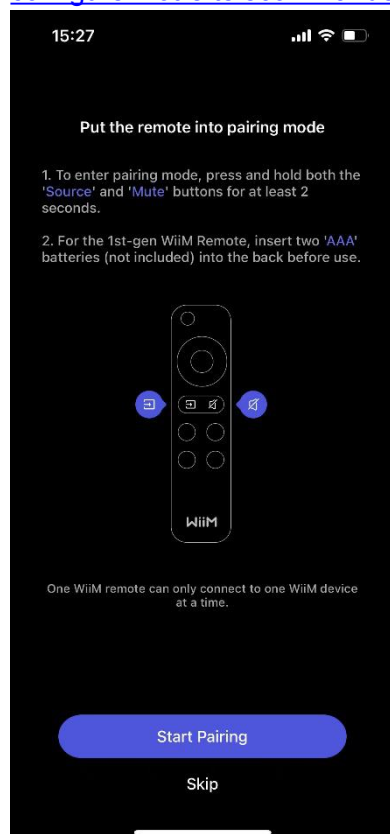 15:27
Put the remote into pairing mode
1. To enter pairing mode, press and hold both the
'Source' and 'Mute' buttons for at least 2
seconds.
2. For the 1st-gen WiiM Remote, insert two 'AAA'
batteries (not included) into the back before use.
WiiM
One WiiM remote can only connect to one WiiM device
at a time.
Start Pairing
Skip